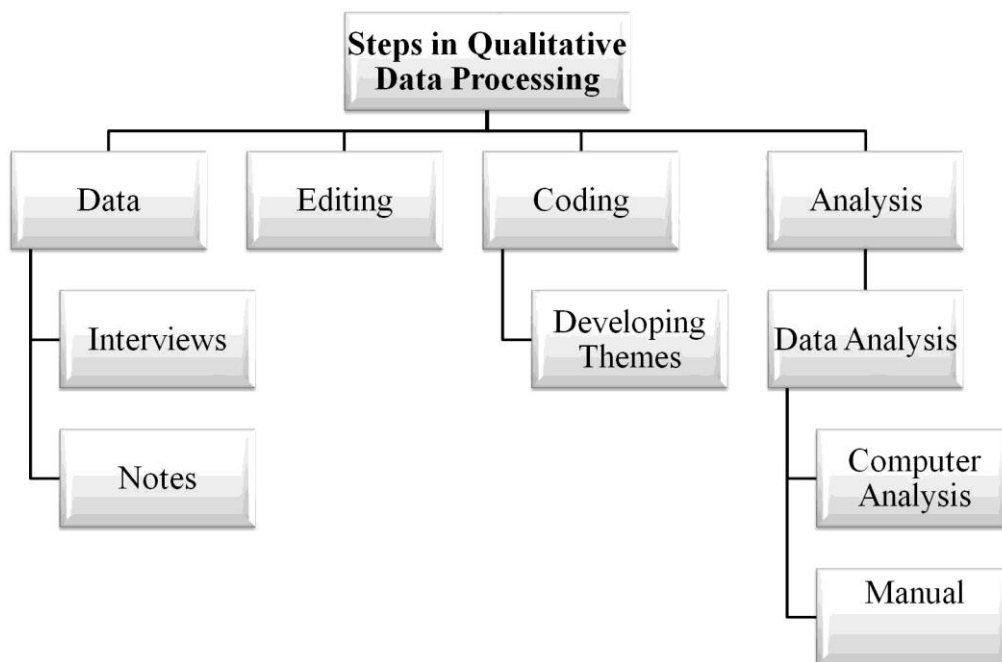 Steps in Qualitative
Data Processing
Data
Editing
Coding
Analysis
Interviews
Developing
Themes
Data Analysis
Notes
Computer
Analysis
Manual